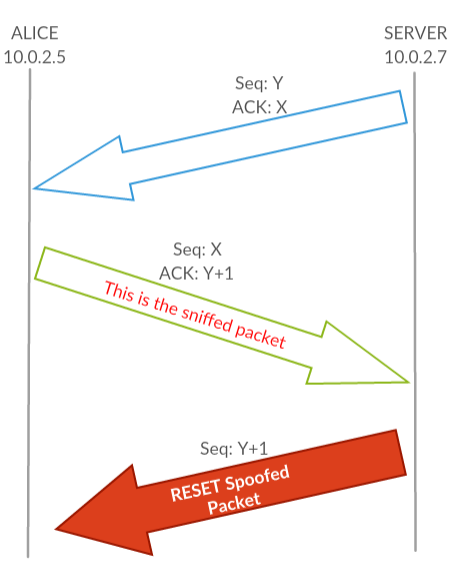 ALICE
10.0.2.5
SERVER
10.0.2.7
Seq: Y
ACK: X
Seq: X
ACK: Y+1
This is the sniffed packet
Seq: Y+1
RESET Spoofed
Packet